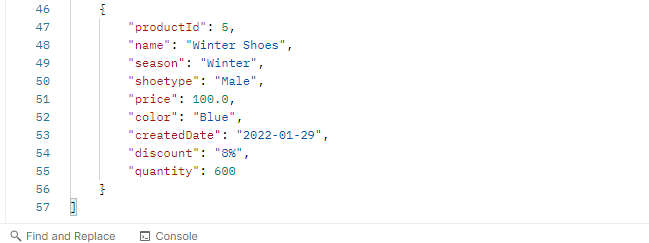 46 {
47 "productId": 5,
48 "name": "Winter Shoes",
49 "season": "Winter",
50 "shoetype": "Male",
51 "price": 100.0,
52 "color": "Blue",
53 "createdDate": "2022-01-29",
54 "discount": "8%",
55 "quantity": 600
56 }
57 ]
Find and Replace Console